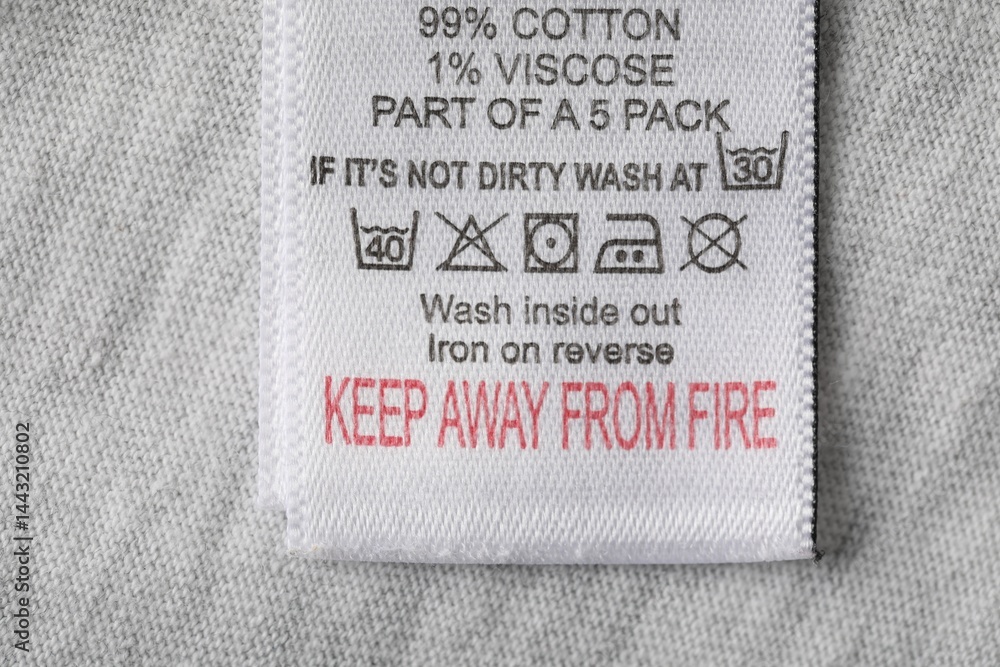 99% COTTON
1% VISCOSE
PART OF A 5 PACK
IF IT'S NOT DIRTY WASH AT 30
40
Wash inside out
Iron on reverse
KEEP AWAY FROM FIRE
Adobe Stock | #1443210802